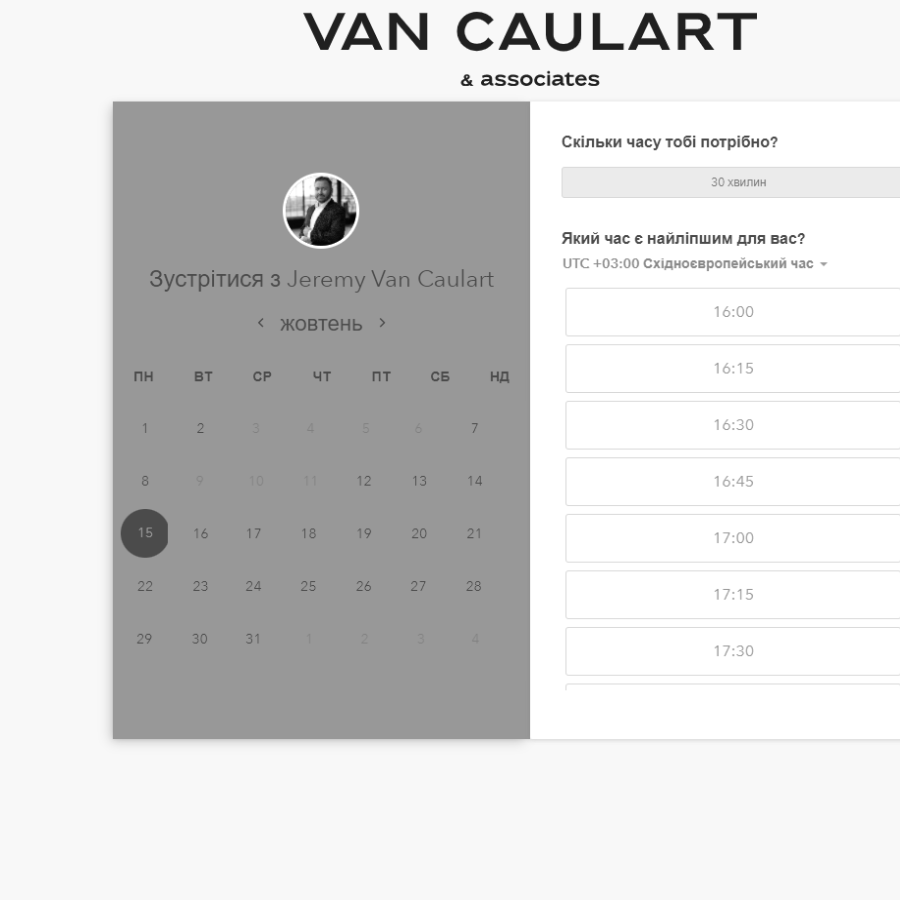 VAN CAULART
& associates
Зустрітися з Jeremy Van Caulart
жовтень
ПН ВТ СР ЧТ ПТ СБ НД
1 2 3 4 5 6 7
8 9 10 11 12 13 14
15 16 17 18 19 20 21
22 23 24 25 26 27 28
29 30 31 1 2 3 4
Скільки часу тобі потрібно?
30 хвилин
Який час є найліпшим для вас?
UTC +03:00 Східноєвропейський час
16:00
16:15
16:30
16:45
17:00
17:15
17:30